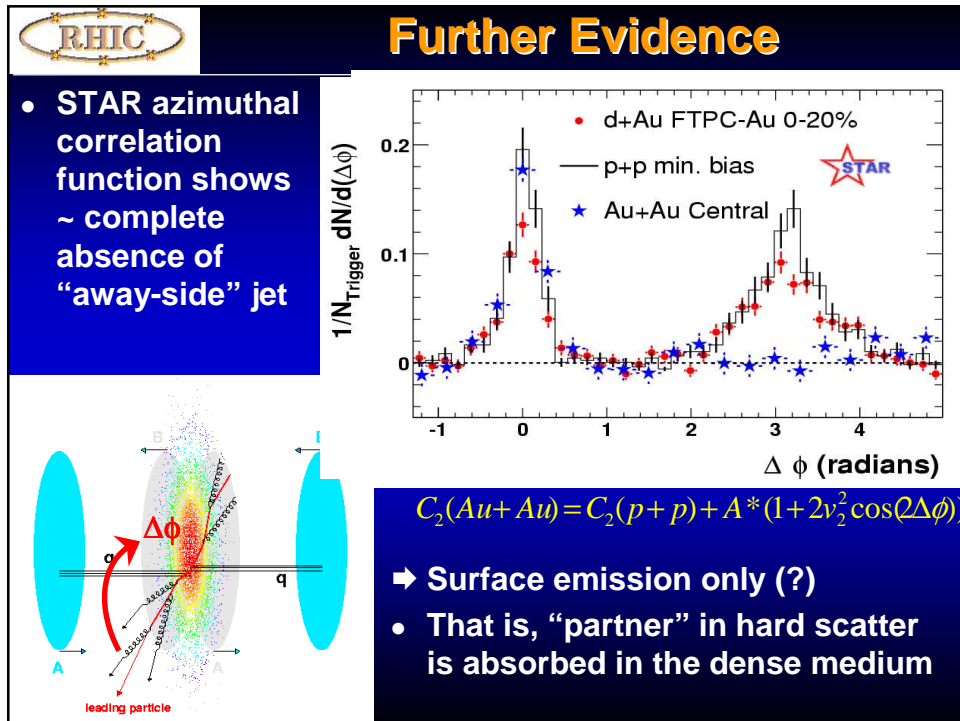 RHIC
Further Evidence
● STAR azimuthal
correlation
function shows
~ complete
absence of
“away-side” jet
1/N_Trigger dN/d(Δϕ)
0.2
0.1
0
d+Au FTPC-Au 0-20%
p+p min. bias
Au+Au Central
STAR
-1 0 1 2 3 4
Δ ϕ (radians)
B
Δϕ
q
q
A
A
leading particle
C₂(Au+Au)=C₂(p+p)+A*(1+2v₂²cos(2Δϕ))
➡ Surface emission only (?)
● That is, “partner” in hard scatter
is absorbed in the dense medium